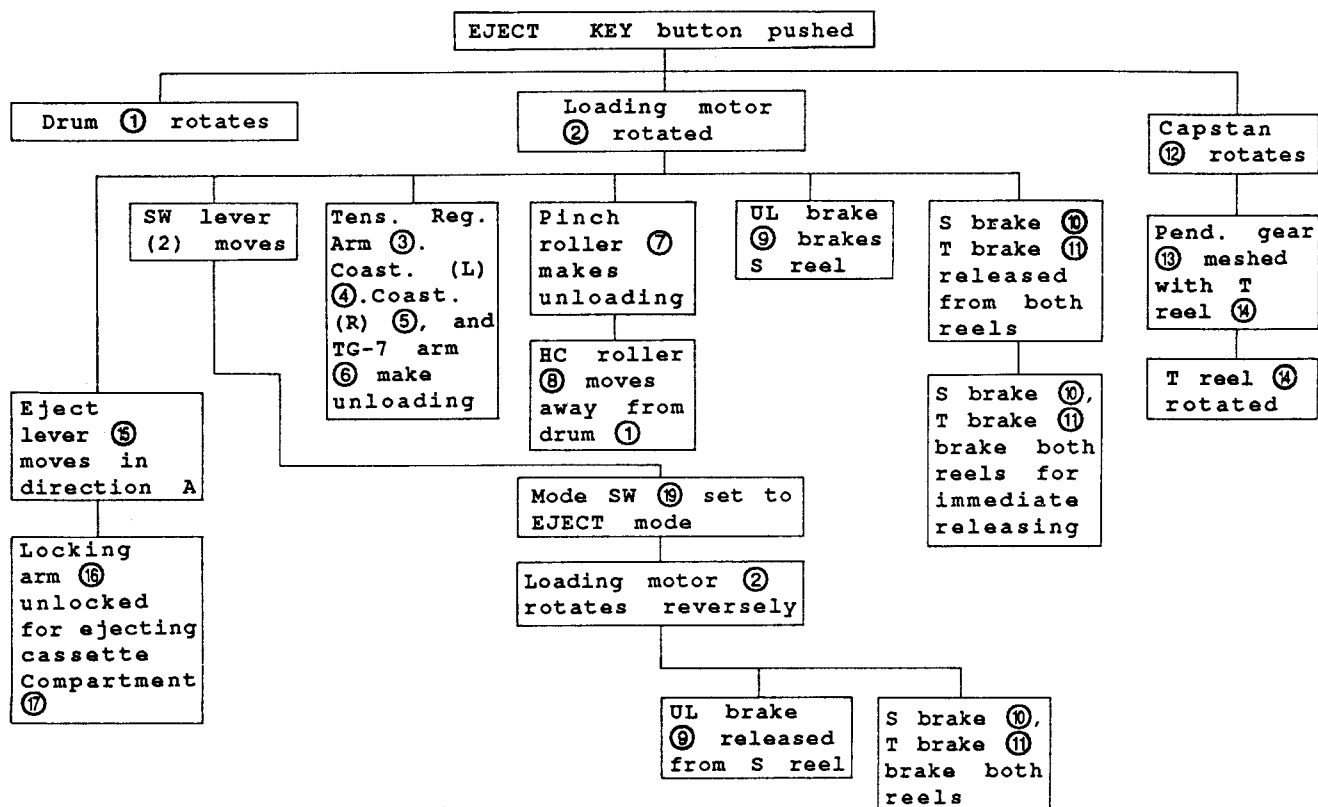 EJECT KEY button pushed
Drum ① rotates
Loading motor
② rotated
Capstan
⑫ rotates
SW lever
(2) moves
Tens. Reg.
Arm ③.
Coast. (L)
④.Coast.
(R) ⑤, and
TG-7 arm
⑥ make
unloading
Pinch
roller ⑦
makes
unloading
UL brake
⑨ brakes
S reel
S brake ⑩
T brake ⑪
released
from both
reels
Pend. gear
⑬ meshed
with T
reel ⑭
HC roller
⑧ moves
away from
drum ①
T reel ⑭
rotated
S brake ⑩,
T brake ⑪
brake both
reels for
immediate
releasing
Eject
lever ⑮
moves in
direction A
Mode SW ⑲ set to
EJECT mode
Locking
arm ⑯
unlocked
for ejecting
cassette
Compartment
⑰
Loading motor ②
rotates reversely
UL brake
⑨ released
from S reel
S brake ⑩,
T brake ⑪
brake both
reels